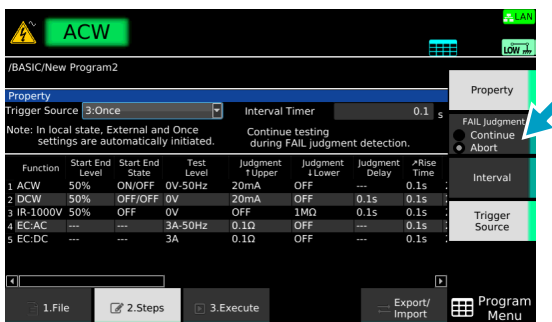 LAN
ACW
LOW
/BASIC/New Program2
Property
Property
Trigger Source 3:Once Interval Timer 0.1 s
FAIL Judgment
Continue
Abort
Note: In local state, External and Once
settings are automatically initiated.
Continue testing
during FAIL judgment detection.
Interval
Function Start End Level Start End State Test Level Judgment ↑Upper Judgment ↓Lower Judgment Delay ↗Rise Time
1 ACW 50% ON/OFF 0V-50Hz 20mA OFF --- 0.1s
2 DCW 50% OFF/OFF 0V 20mA OFF 0.1s 0.1s
3 IR-1000V 50% OFF 0V OFF 1MΩ 0.1s 0.1s
4 EC:AC --- --- 3A-50Hz 0.1Ω OFF --- 0.1s
5 EC:DC --- --- 3A 0.1Ω OFF --- 0.1s
Trigger
Source
1.File 2.Steps 3.Execute Export/
Import
Program
Menu